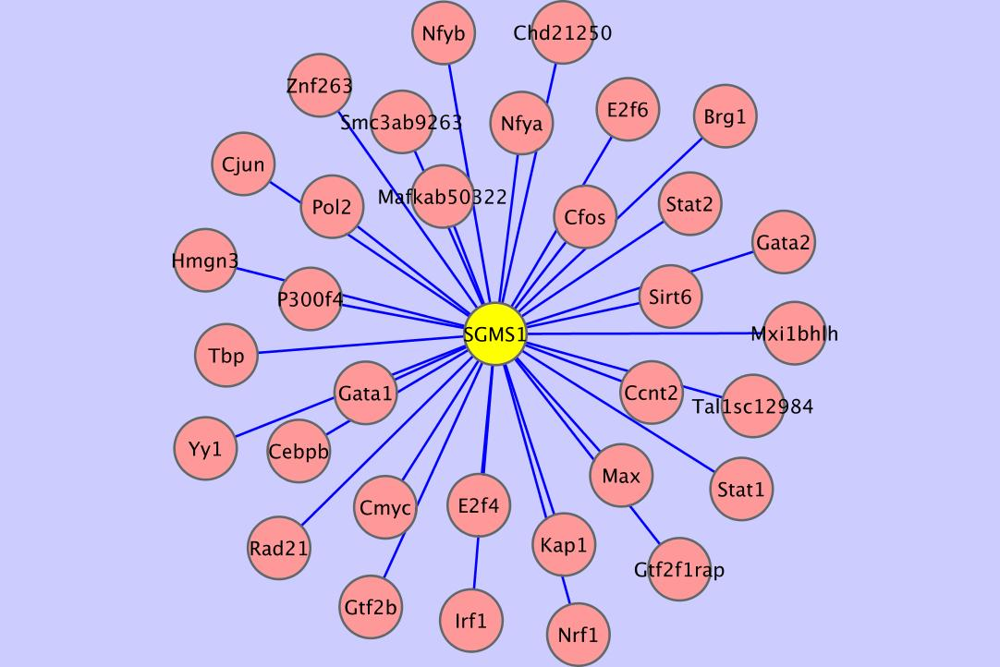 Nfyb
Chd21250
Znf263
Smc3ab9263
Nfya
E2f6
Brg1
Cjun
Pol2
Mafkab50322
Cfos
Stat2
Gata2
Hmgn3
P300f4
Sirt6
SGMS1
Mxi1bhlh
Tbp
Gata1
Ccnt2
Tal1sc12984
Yy1
Cebpb
Max
Stat1
Cmyc
E2f4
Rad21
Kap1
Gtf2f1rap
Gtf2b
Irf1
Nrf1